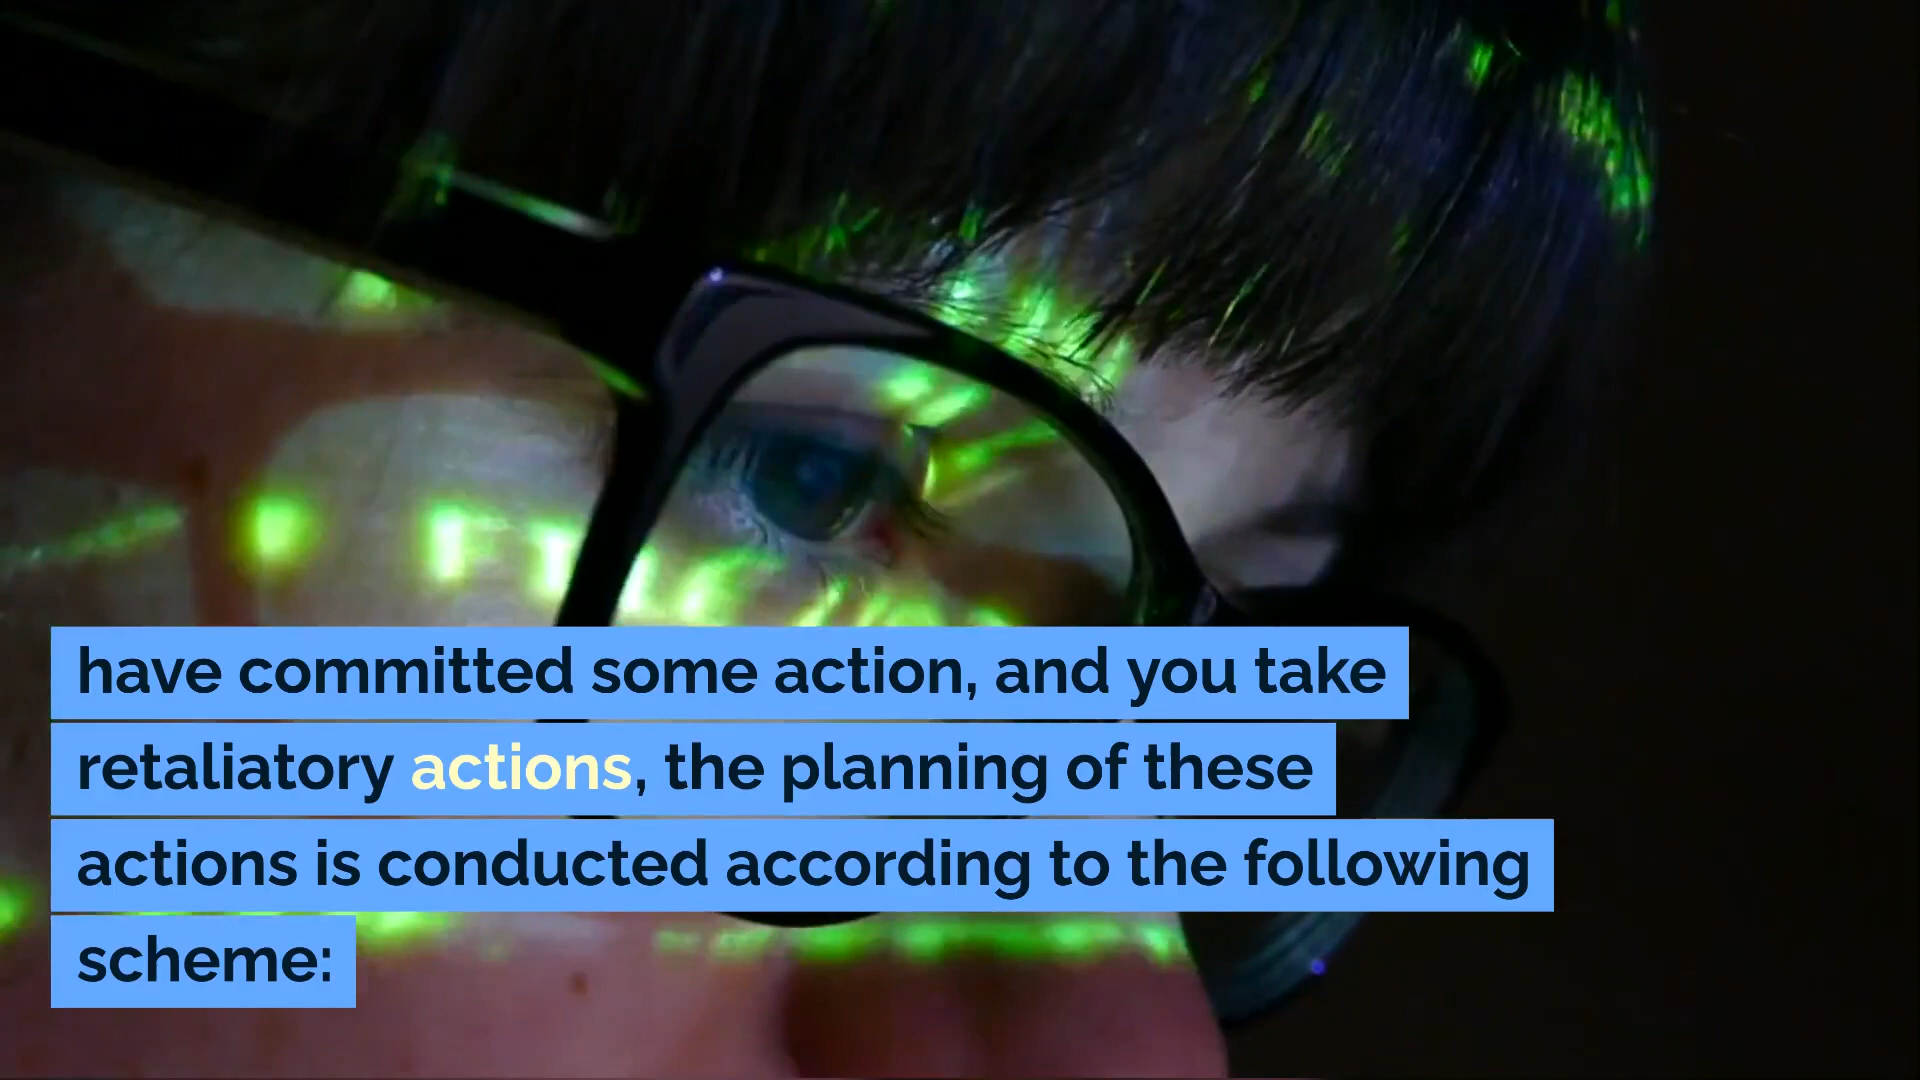 have committed some action, and you take
retaliatory actions, the planning of these
actions is conducted according to the following
scheme: